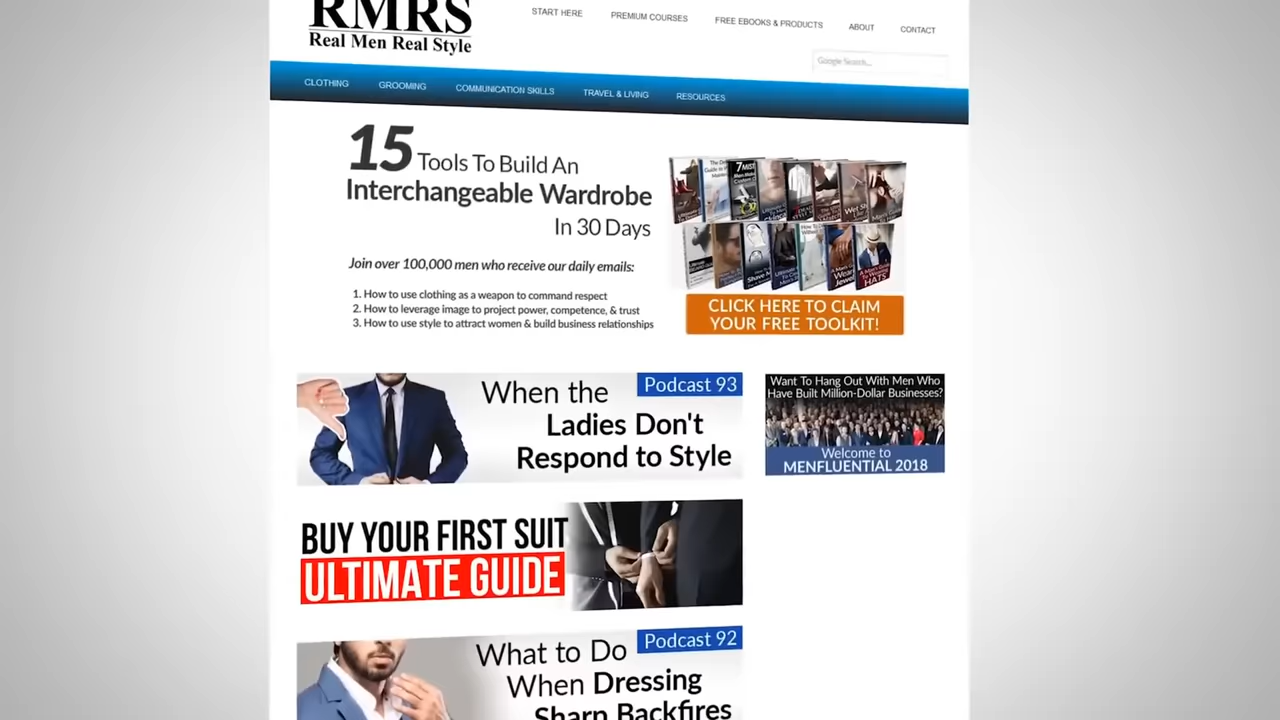 RMRS
Real Men Real Style
START HERE
PREMIUM COURSES
FREE EBOOKS & PRODUCTS
ABOUT
CONTACT
Google Search...
CLOTHING
GROOMING
COMMUNICATION SKILLS
TRAVEL & LIVING
RESOURCES
15 Tools To Build An
Interchangeable Wardrobe
In 30 Days
Join over 100,000 men who receive our daily emails:
1. How to use clothing as a weapon to command respect
2. How to leverage image to project power, competence, & trust
3. How to use style to attract women & build business relationships
CLICK HERE TO CLAIM
YOUR FREE TOOLKIT!
When the
Podcast 93
Ladies Don't
Respond to Style
Want To Hang Out With Men Who
Have Built Million-Dollar Businesses?
Welcome to
MENFLUENTIAL 2018
BUY YOUR FIRST SUIT
ULTIMATE GUIDE
What to Do
Podcast 92
When Dressing
Sharp Backfires